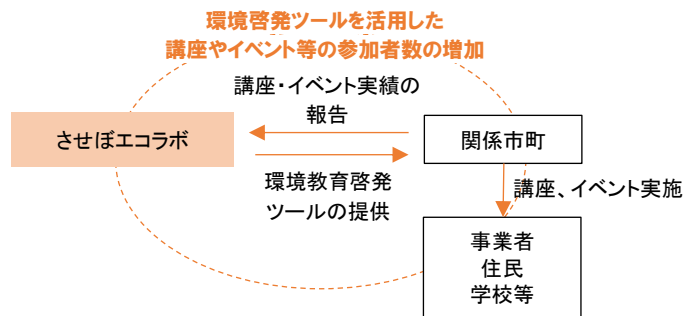 環境啓発ツールを活用した
講座やイベント等の参加者数の増加
講座・イベント実績の
報告
させぼエコラボ
関係市町
環境教育啓発
ツールの提供
講座、イベント実施
事業者
住民
学校等